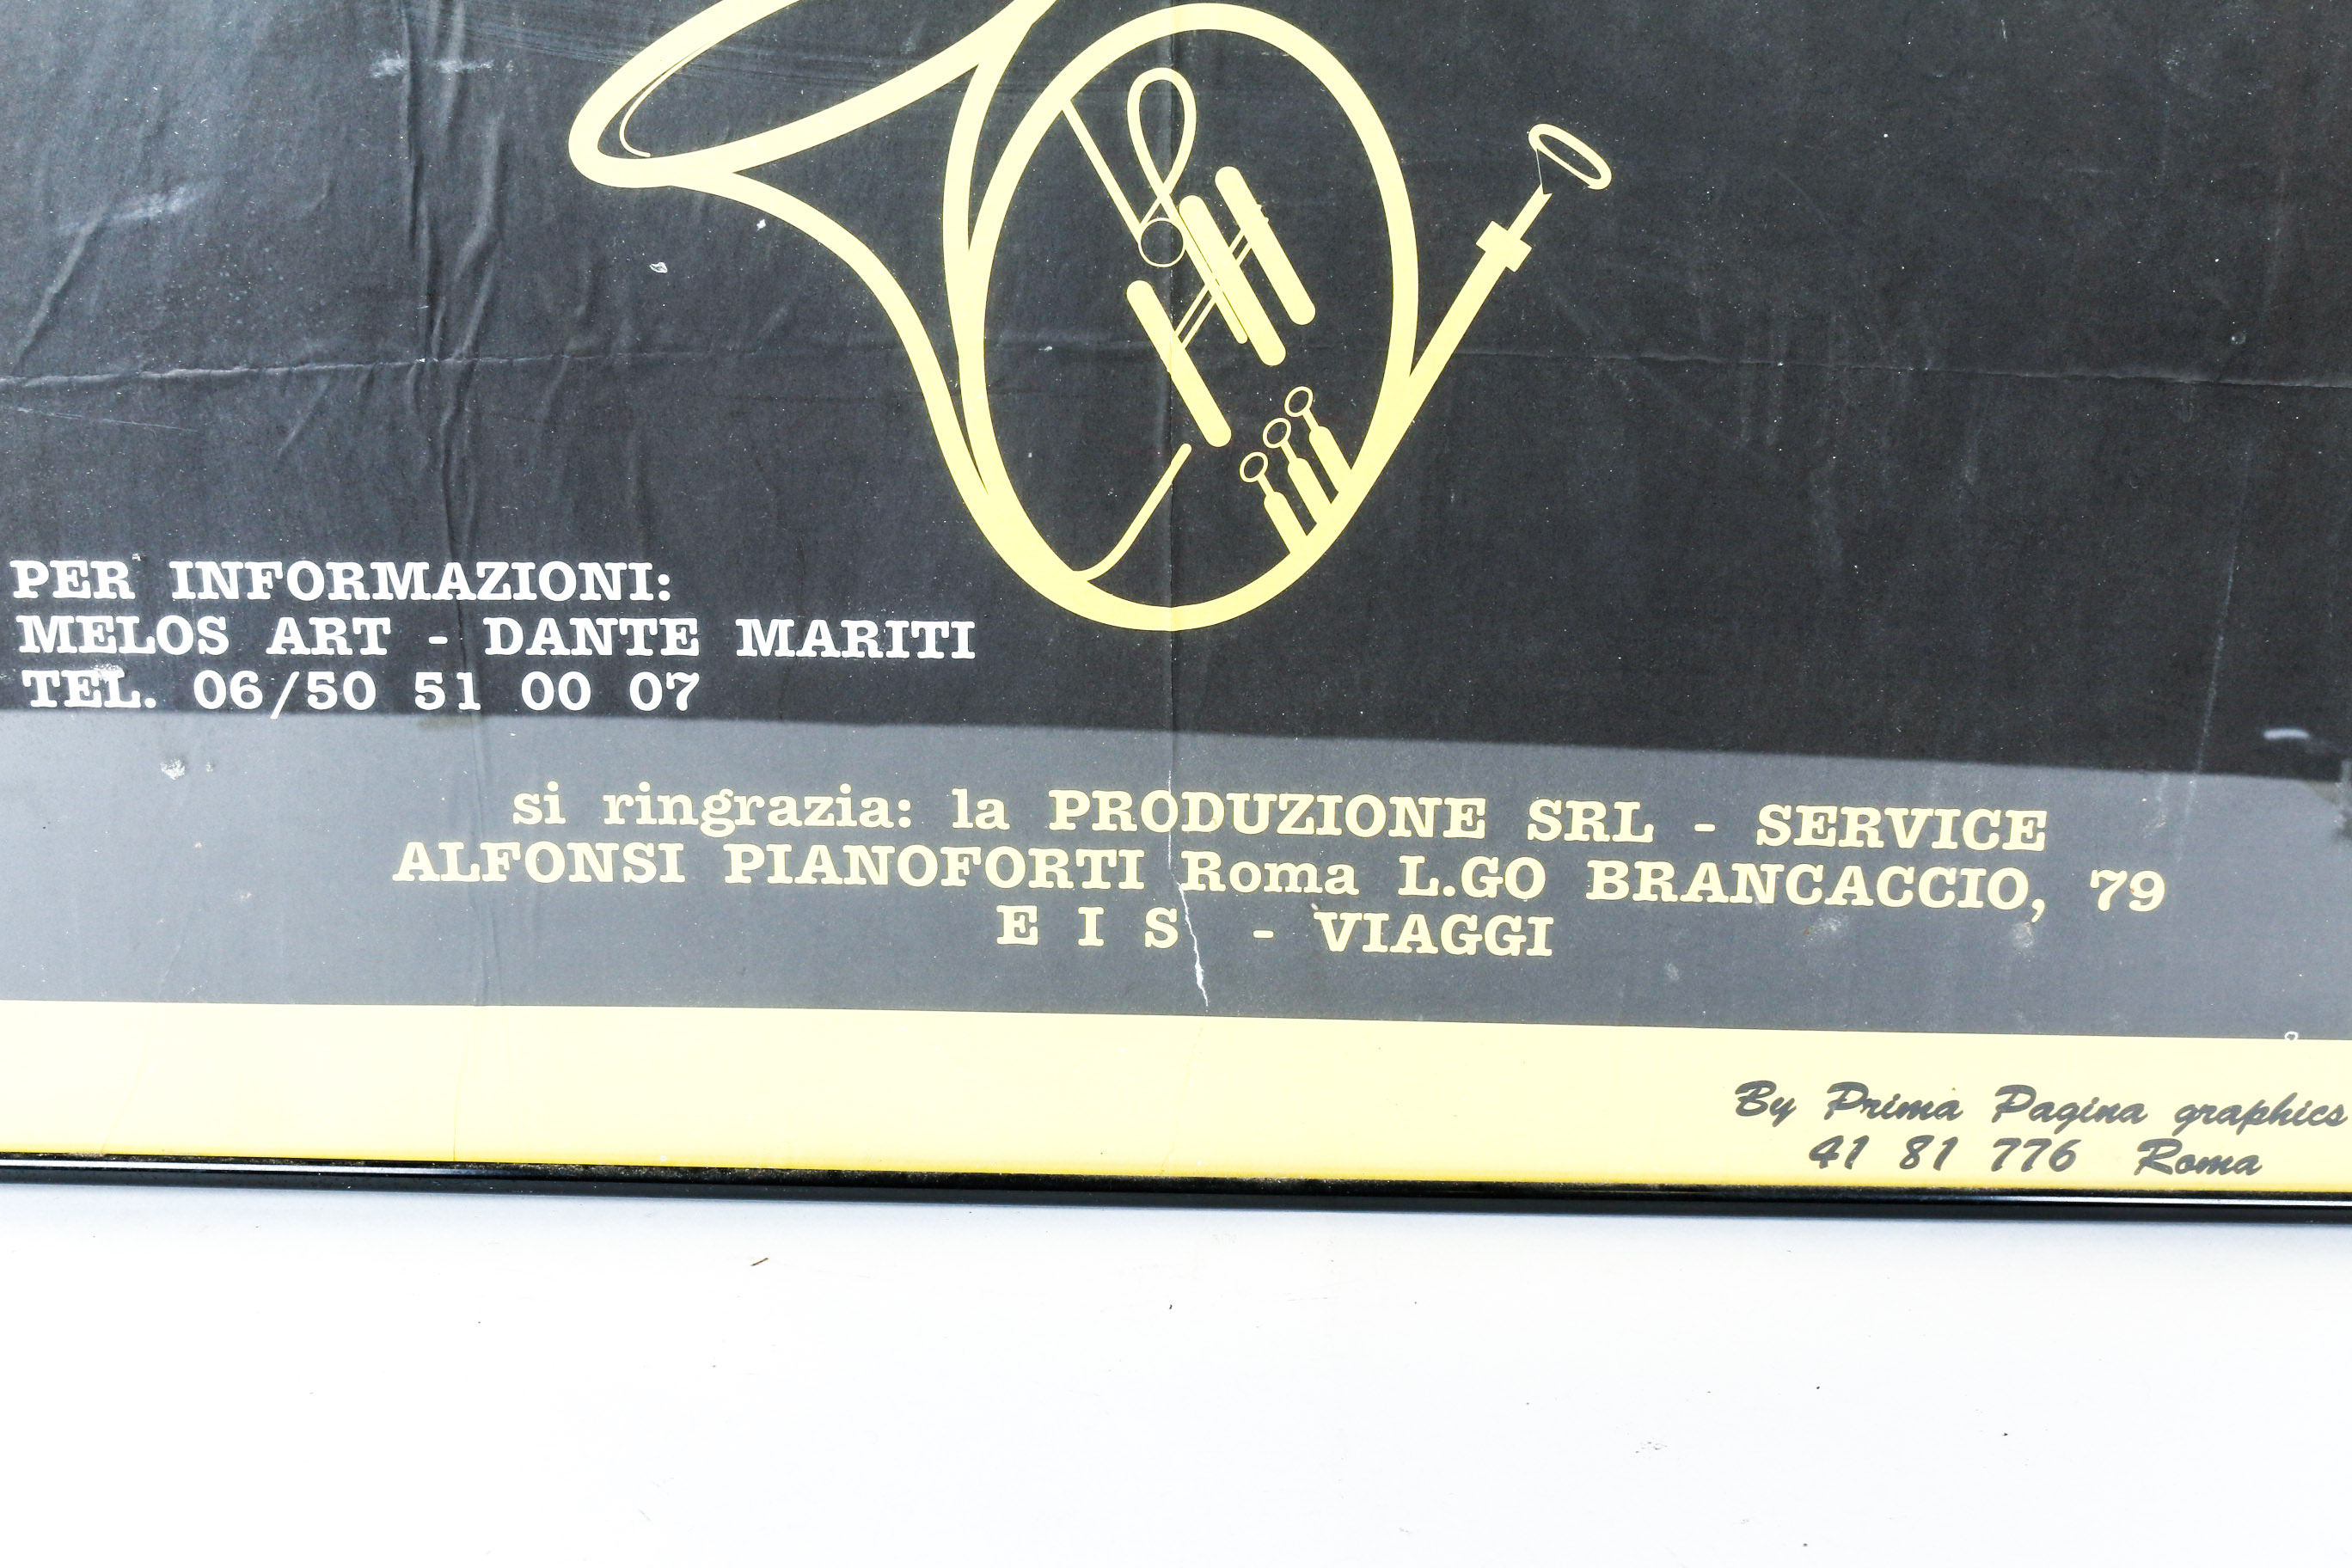 PER INFORMAZIONI:
MELOS ART - DANTE MARITI
TEL. 06/50 51 00 07
si ringrazia: la PRODUZIONE SRL - SERVICE
ALFONSI PIANOFORTI Roma L.GO BRANCACCIO, 79
E I S - VIAGGI
By Prima Pagina graphics
41 81 776 Roma